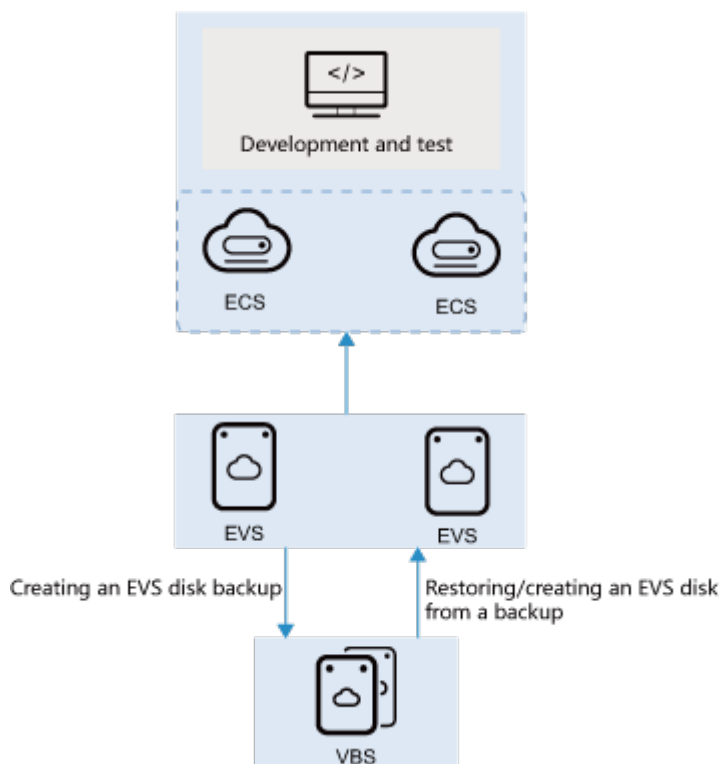 </>
Development and test
ECS
ECS
EVS
EVS
Creating an EVS disk backup
Restoring/creating an EVS disk
from a backup
VBS